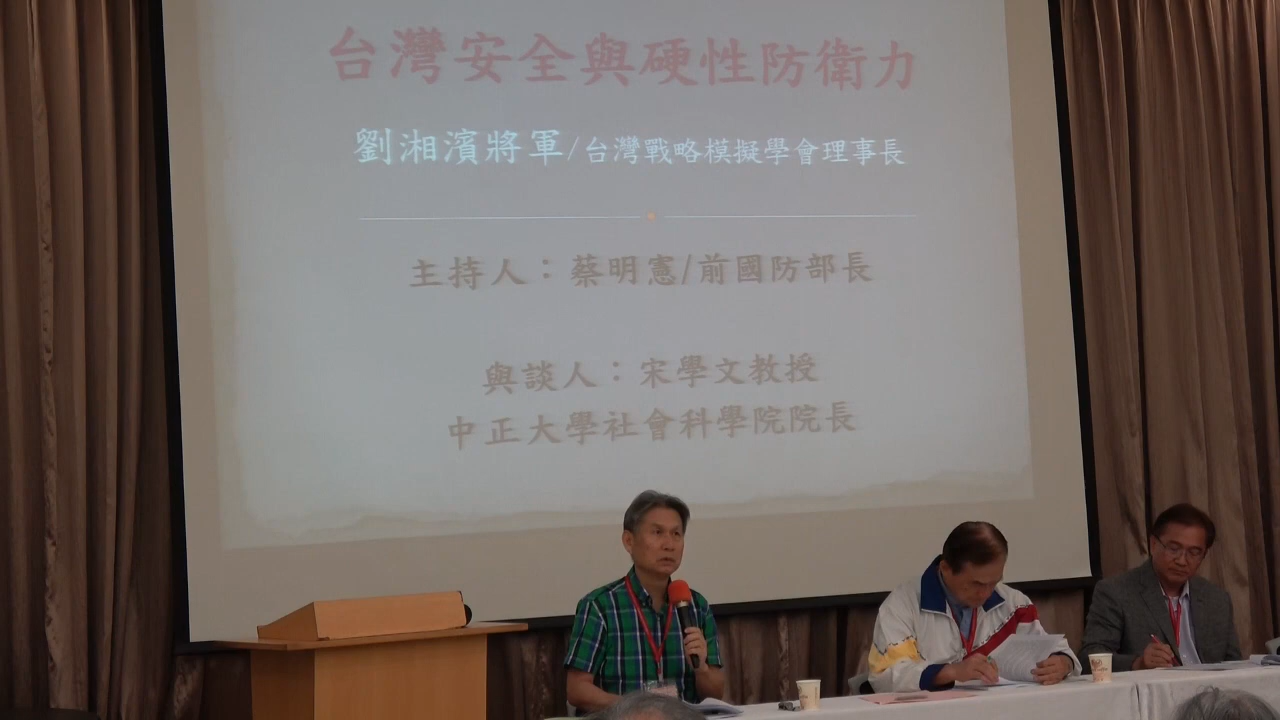 台灣安全與硬性防衛力
劉湘濱將軍/台灣戰略模擬學會理事長
主持人：蔡明憲/前國防部長
與談人：宋學文教授
中正大學社會科學院院長